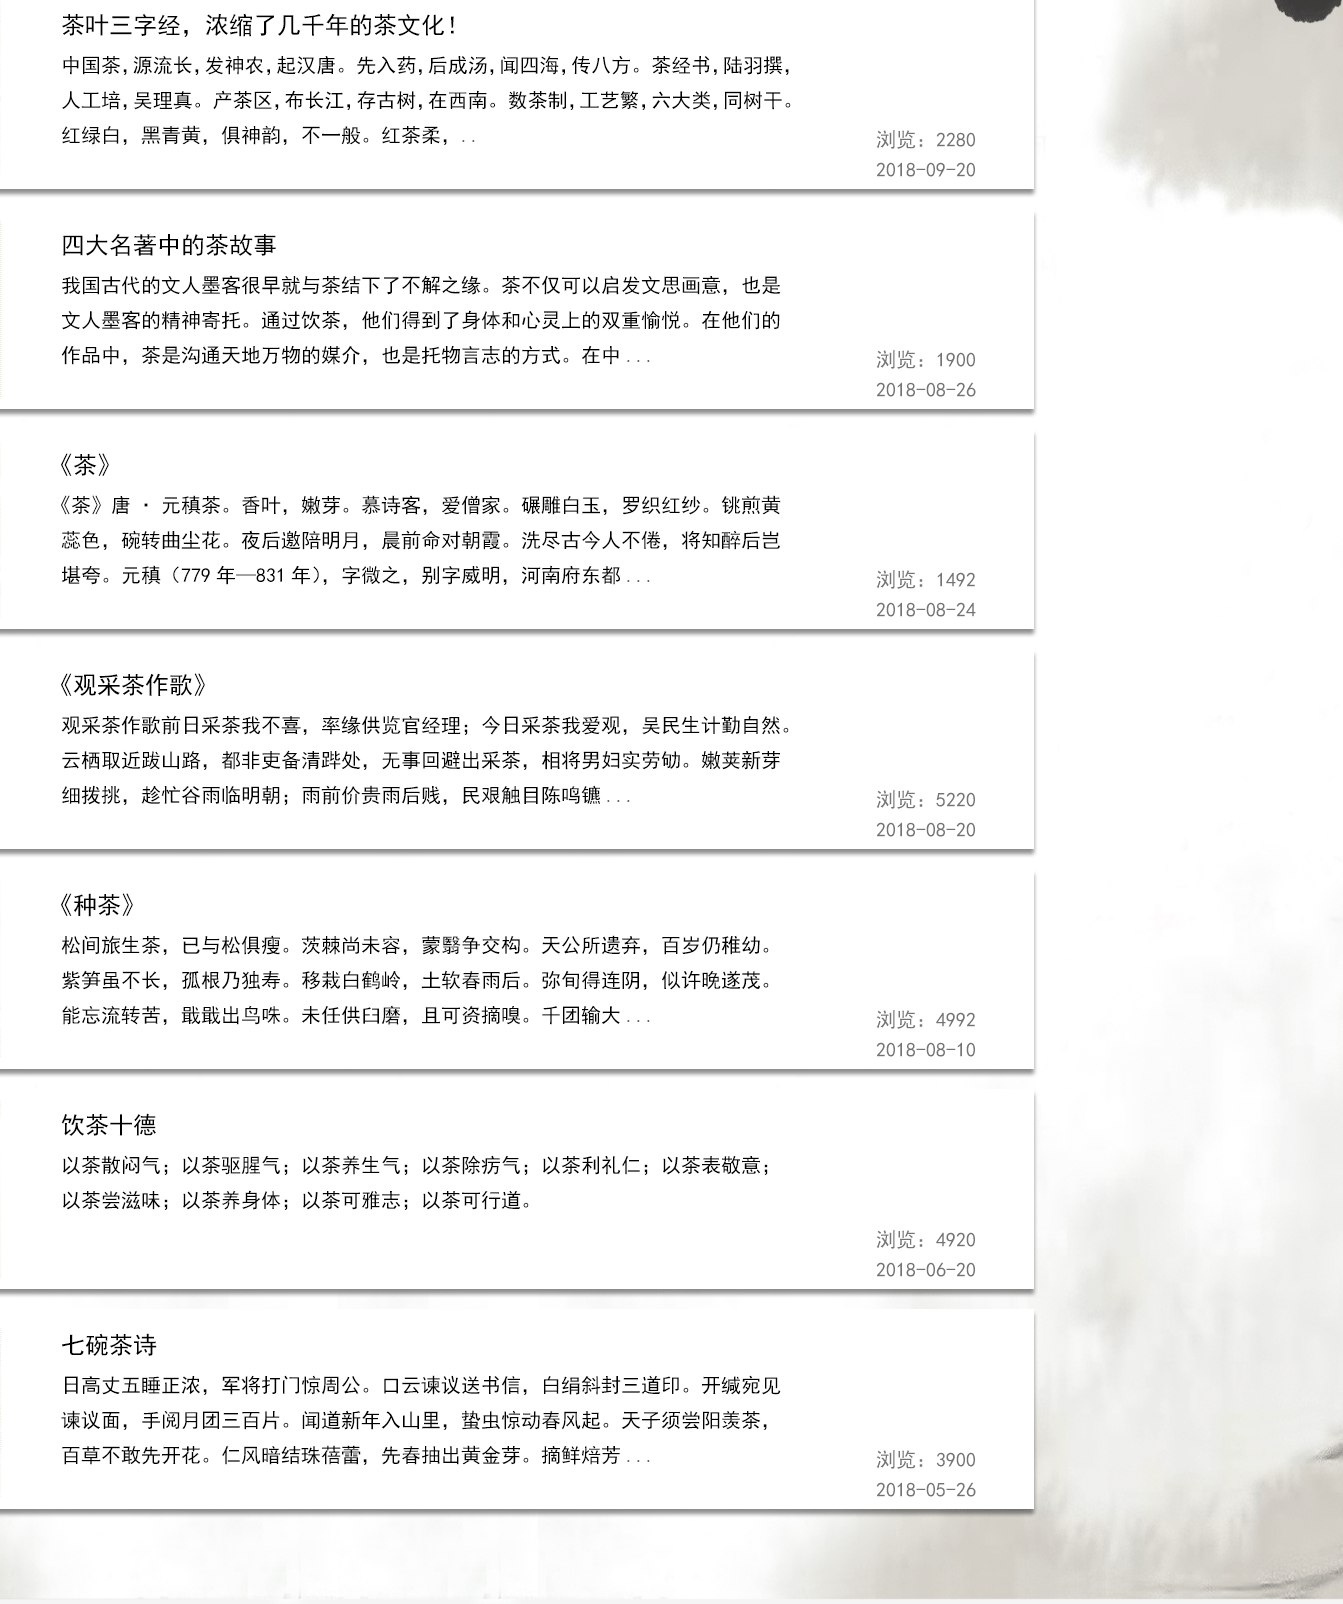 茶叶三字经，浓缩了几千年的茶文化！
中国茶,源流长,发神农,起汉唐。先入药,后成汤,闻四海,传八方。茶经书,陆羽撰,
人工培,吴理真。产茶区,布长江,存古树,在西南。数茶制,工艺繁,六大类,同树干。
红绿白，黑青黄，俱神韵，不一般。红茶柔，..
浏览：2280
2018-09-20
四大名著中的茶故事
我国古代的文人墨客很早就与茶结下了不解之缘。茶不仅可以启发文思画意，也是
文人墨客的精神寄托。通过饮茶，他们得到了身体和心灵上的双重愉悦。在他们的
作品中，茶是沟通天地万物的媒介，也是托物言志的方式。在中...
浏览：1900
2018-08-26
《茶》
《茶》唐 · 元稹茶。香叶，嫩芽。慕诗客，爱僧家。碾雕白玉，罗织红纱。铫煎黄
蕊色，碗转曲尘花。夜后邀陪明月，晨前命对朝霞。洗尽古今人不倦，将知醉后岂
堪夸。元稹（779 年—831 年），字微之，别字威明，河南府东都...
浏览：1492
2018-08-24
《观采茶作歌》
观采茶作歌前日采茶我不喜，率缘供览官经理；今日采茶我爱观，吴民生计勤自然。
云栖取近跋山路，都非吏备清跸处，无事回避出采茶，相将男妇实劳劬。嫩荚新芽
细拨挑，趁忙谷雨临明朝；雨前价贵雨后贱，民艰触目陈鸣镳...
浏览：5220
2018-08-20
《种茶》
松间旅生茶，已与松俱瘦。茨棘尚未容，蒙翳争交构。天公所遗弃，百岁仍稚幼。
紫笋虽不长，孤根乃独寿。移栽白鹤岭，土软春雨后。弥旬得连阴，似许晚遂茂。
能忘流转苦，戢戢出鸟咮。未任供臼磨，且可资摘嗅。千团输大...
浏览：4992
2018-08-10
饮茶十德
以茶散闷气；以茶驱腥气；以茶养生气；以茶除疠气；以茶利礼仁；以茶表敬意；
以茶尝滋味；以茶养身体；以茶可雅志；以茶可行道。
浏览：4920
2018-06-20
七碗茶诗
日高丈五睡正浓，军将打门惊周公。口云谏议送书信，白绢斜封三道印。开缄宛见
谏议面，手阅月团三百片。闻道新年入山里，蛰虫惊动春风起。天子须尝阳羡茶，
百草不敢先开花。仁风暗结珠蓓蕾，先春抽出黄金芽。摘鲜焙芳...
浏览：3900
2018-05-26